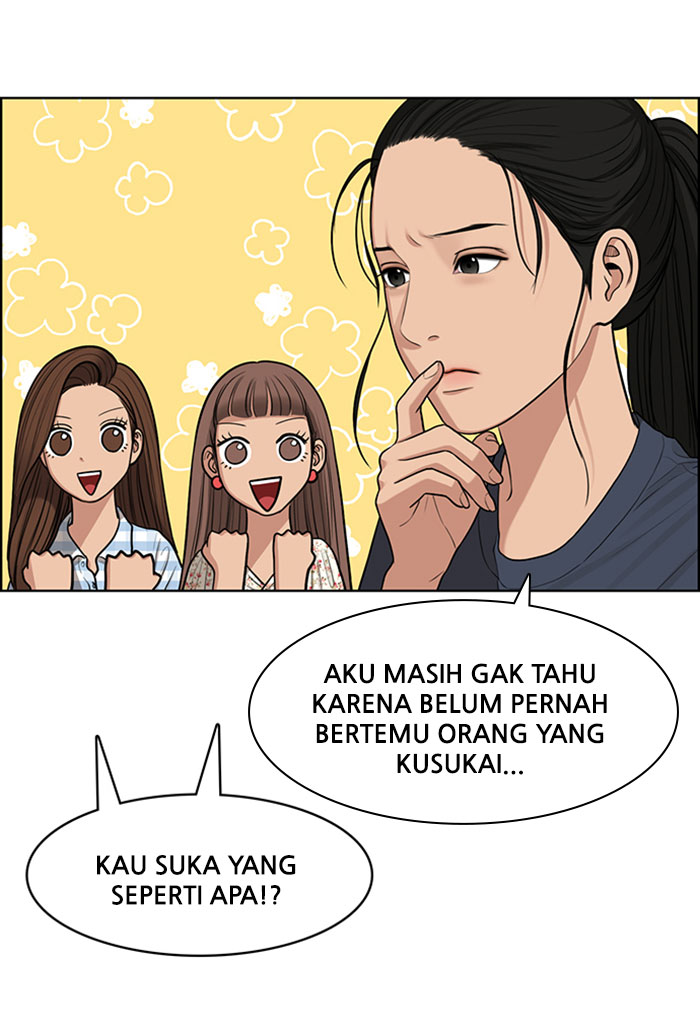 AKU MASIH GAK TAHU
KARENA BELUM PERNAH
BERTEMU ORANG YANG
KUSUKAI...
KAU SUKA YANG
SEPERTI APA!?